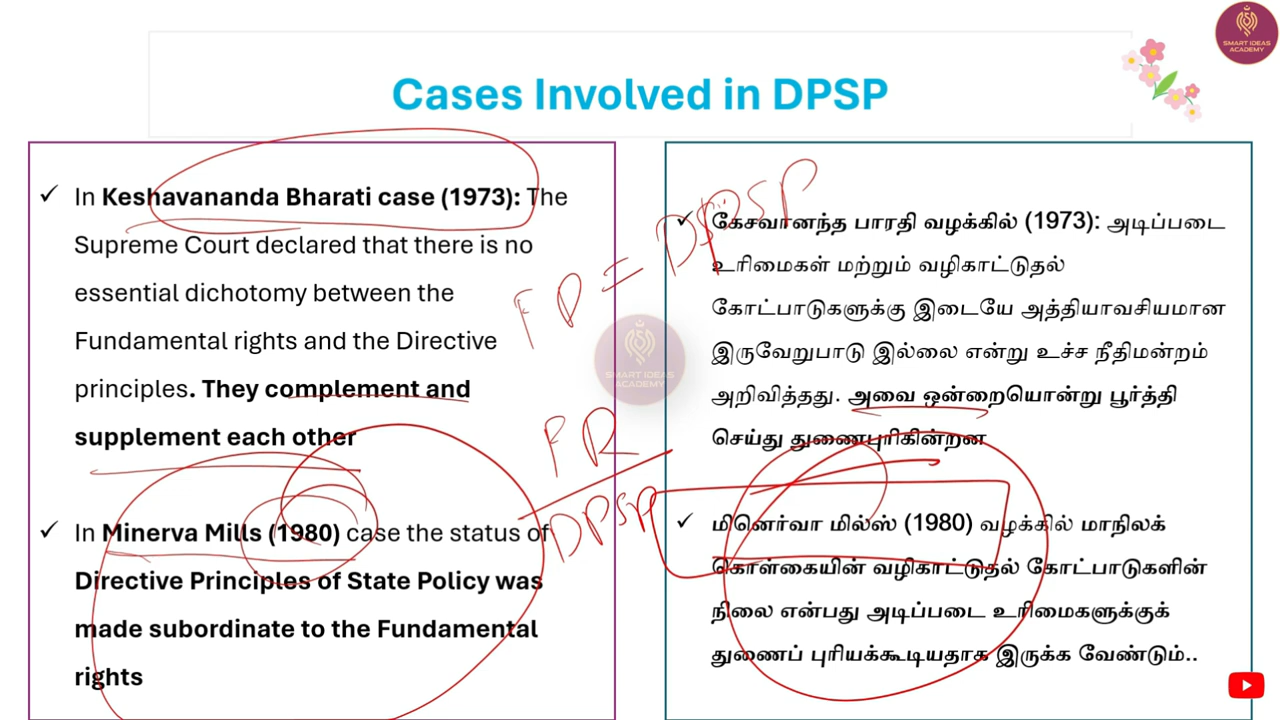 SMART IDEAS
ACADEMY
Cases Involved in DPSP
✓ In Keshavananda Bharati case (1973): The
Supreme Court declared that there is no
essential dichotomy between the
Fundamental rights and the Directive
principles. They complement and
supplement each other
✓ In Minerva Mills (1980) case the status of
Directive Principles of State Policy was
made subordinate to the Fundamental
rights
FD = DPSP
SMART IDEAS
ACADEMY
FR
DPSP
✓ கேசவானந்த பாரதி வழக்கில் (1973): அடிப்படை
உரிமைகள் மற்றும் வழிகாட்டுதல்
கோட்பாடுகளுக்கு இடையே அத்தியாவசியமான
இருவேறுபாடு இல்லை என்று உச்ச நீதிமன்றம்
அறிவித்தது. அவை ஒன்றையொன்று பூர்த்தி
செய்து துணைபுரிகின்றன
✓ மினெர்வா மில்ஸ் (1980) வழக்கில் மாநிலக்
கொள்கையின் வழிகாட்டுதல் கோட்பாடுகளின்
நிலை என்பது அடிப்படை உரிமைகளுக்குக்
துணைப் புரியக்கூடியதாக இருக்க வேண்டும்..